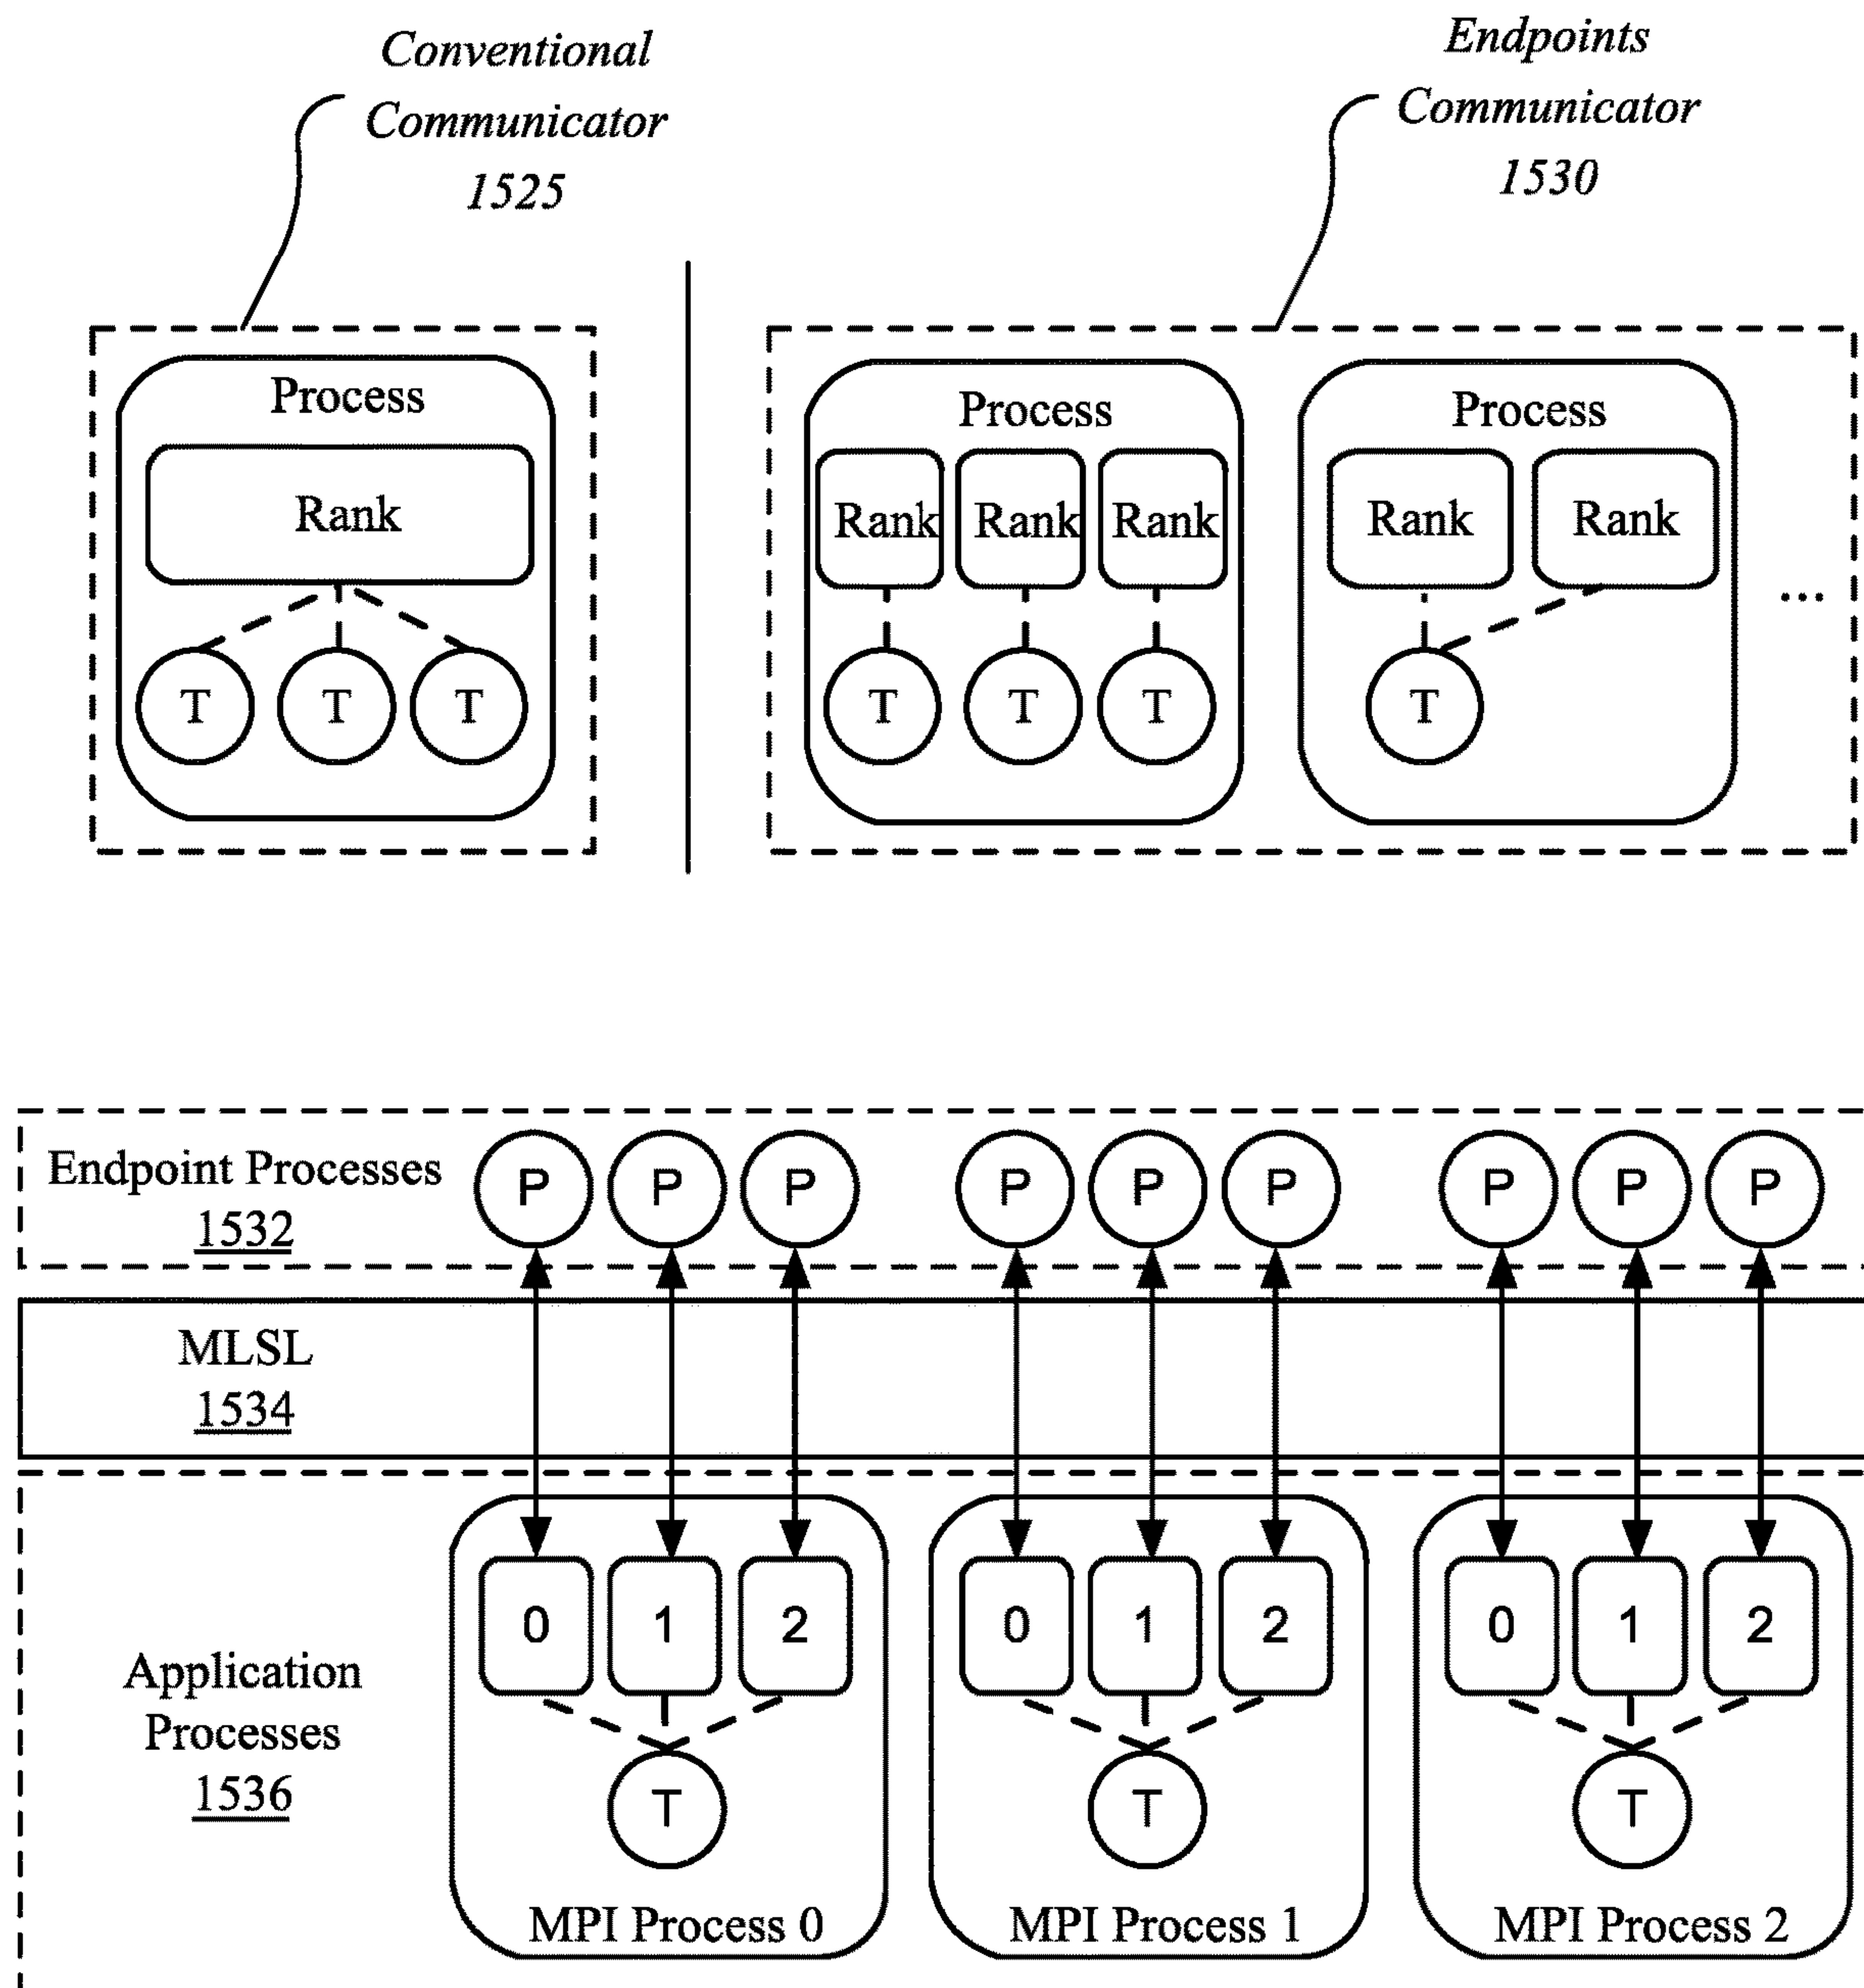 Conventional
Communicator
1525
Endpoints
Communicator
1530
Process
Rank
T T T
Process
Rank Rank Rank
T T T
Process
Rank Rank
T
...
Endpoint Processes
1532
P P P P P P P P P
MLSL
1534
Application
Processes
1536
0 1 2
T
MPI Process 0
0 1 2
T
MPI Process 1
0 1 2
T
MPI Process 2